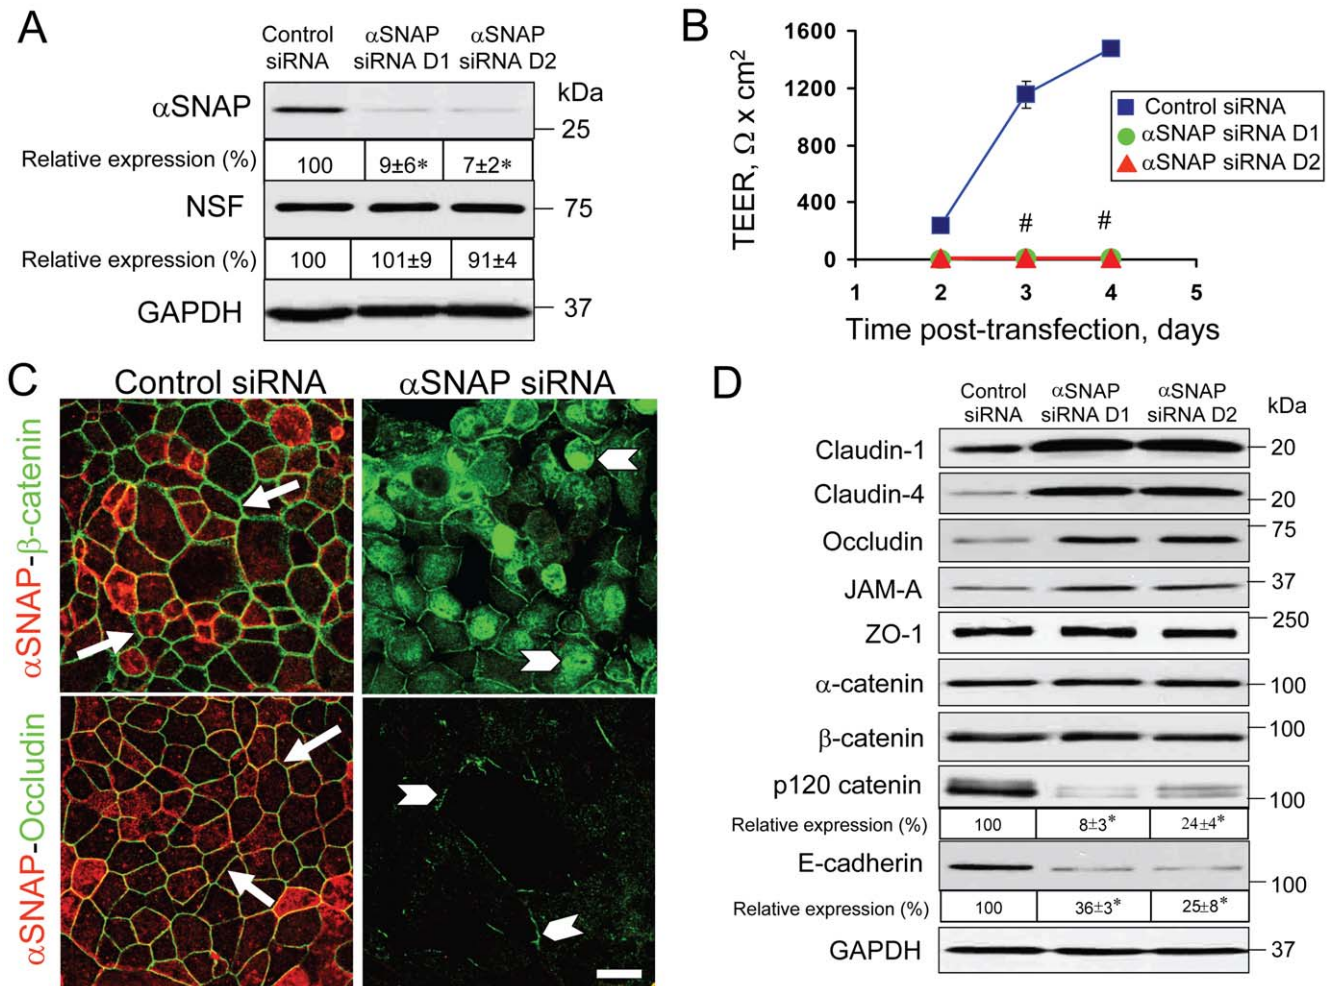 A
Control siRNA
αSNAP siRNA D1
αSNAP siRNA D2
kDa
αSNAP
25
Relative expression (%) 100 9±6* 7±2*
NSF
75
Relative expression (%) 100 101±9 91±4
GAPDH
37
B
TEER, Ω x cm²
1600
1200
800
400
0
# #
1 2 3 4 5
Time post-transfection, days
Control siRNA
αSNAP siRNA D1
αSNAP siRNA D2
C
Control siRNA
αSNAP siRNA
αSNAP-β-catenin
αSNAP-Occludin
D
Control siRNA
αSNAP siRNA D1
αSNAP siRNA D2
kDa
Claudin-1
20
Claudin-4
20
Occludin
75
JAM-A
37
ZO-1
250
α-catenin
100
β-catenin
100
p120 catenin
100
Relative expression (%) 100 8±3* 24±4*
E-cadherin
100
Relative expression (%) 100 36±3* 25±8*
GAPDH
37